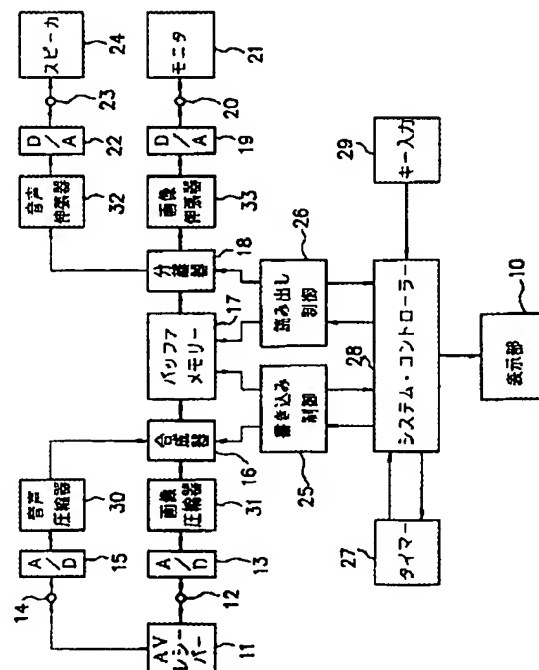 AV
レシーバー
11
12
14
A/D
13
A/D
15
画像
圧縮器
31
音声
圧縮器
30
合成器
16
バッファ
メモリー
17
分離器
18
画像
伸張器
33
音声
伸張器
32
D/A
19
D/A
22
20
23
モニタ
21
スピーカ
24
書き込み
制御
25
読み出し
制御
26
タイマー
27
システム・コントローラー
28
キー入力
29
表示部
10